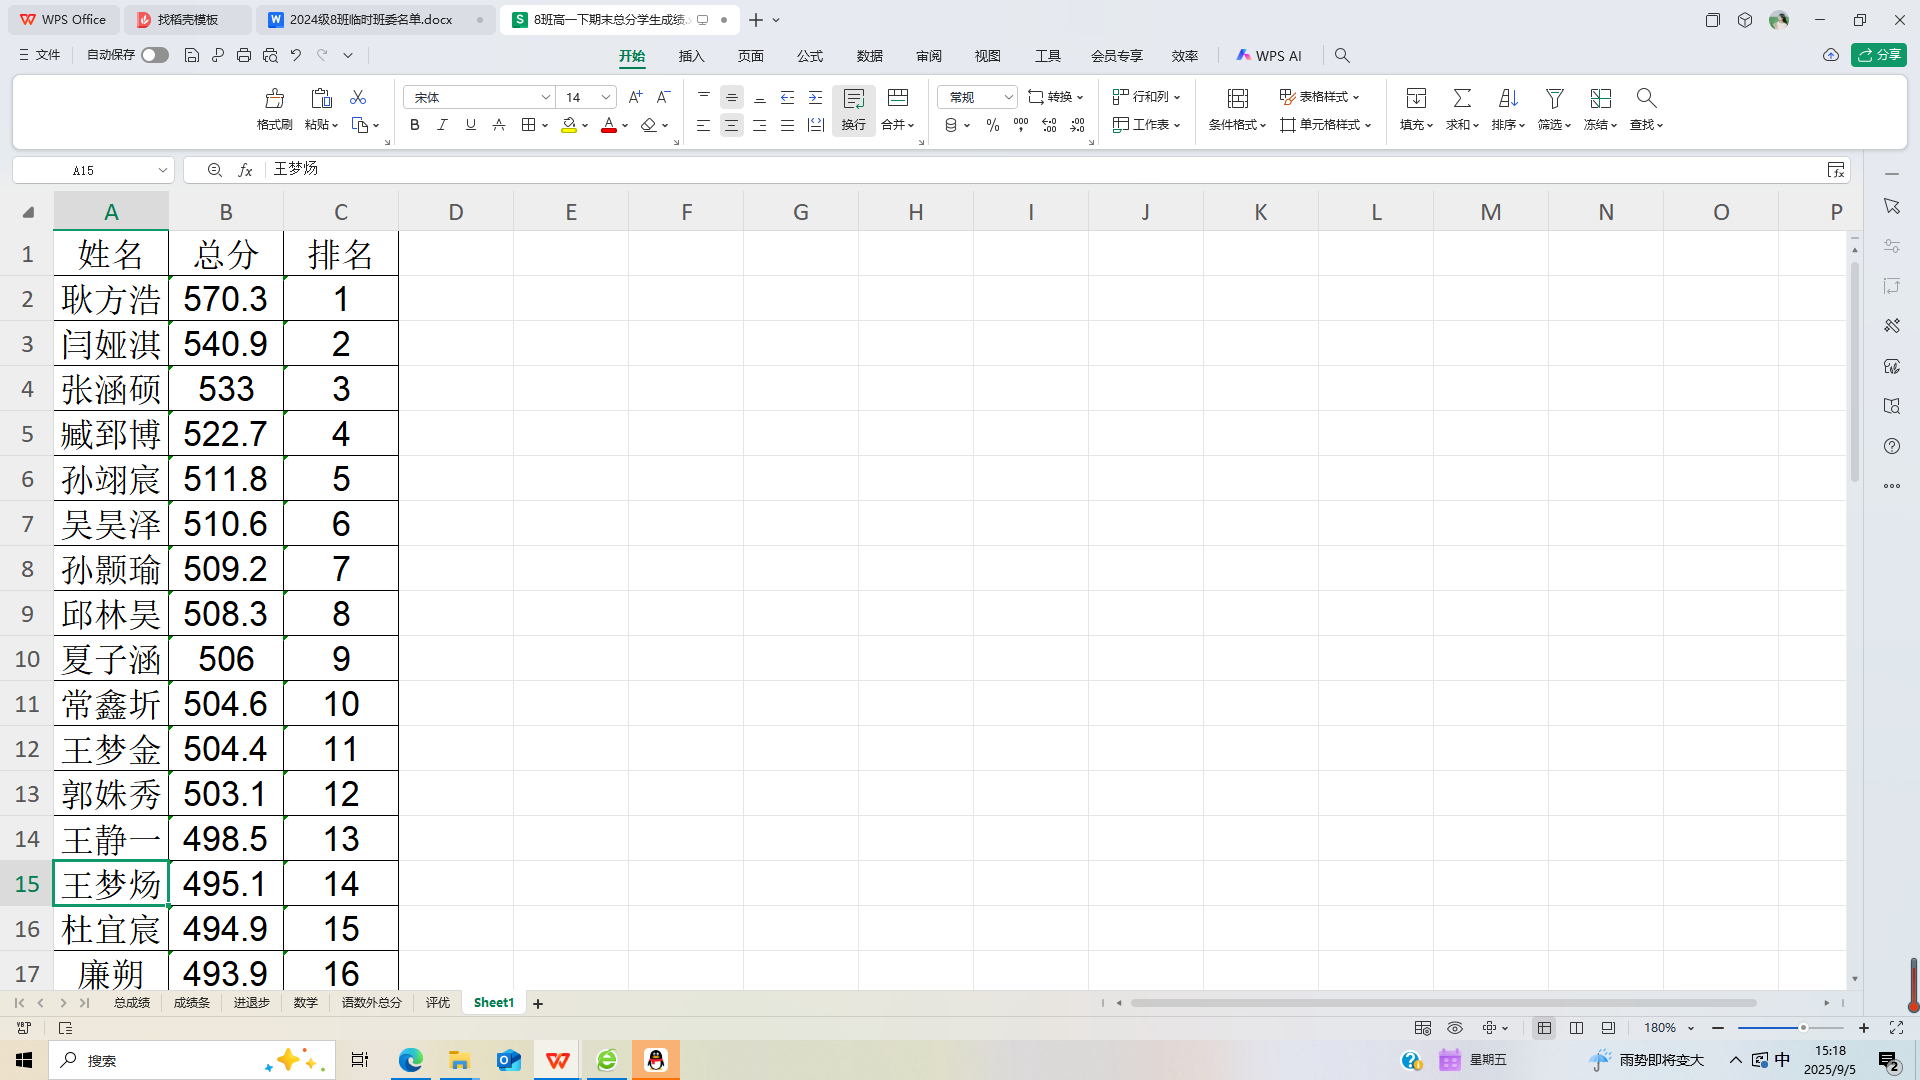 WPS Office
找稻壳模板
2024级8班临时班委名单.docx
8班高一下期末总分学生成绩.
文件
自动保存
开始
插入
页面
公式
数据
审阅
视图
工具
会员专享
效率
WPS AI
分享
格式刷
粘贴
宋体
14
换行
合并
常规
转换
行和列
工作表
条件格式
表格样式
单元格样式
填充
求和
排序
筛选
冻结
查找
A15
王梦炀
A B C D E F G H I J K L M N O P
1 姓名 总分 排名
2 耿方浩 570.3 1
3 闫娅淇 540.9 2
4 张涵硕 533 3
5 臧郅博 522.7 4
6 孙翊宸 511.8 5
7 吴昊泽 510.6 6
8 孙颢瑜 509.2 7
9 邱林昊 508.3 8
10 夏子涵 506 9
11 常鑫圻 504.6 10
12 王梦金 504.4 11
13 郭姝秀 503.1 12
14 王静一 498.5 13
15 王梦炀 495.1 14
16 杜宜宸 494.9 15
17 廉朔 493.9 16
总成绩
成绩条
进退步
数学
语数外总分
评优
Sheet1
180%
搜索
星期五
雨势即将变大
中
15:18
2025/9/5
2